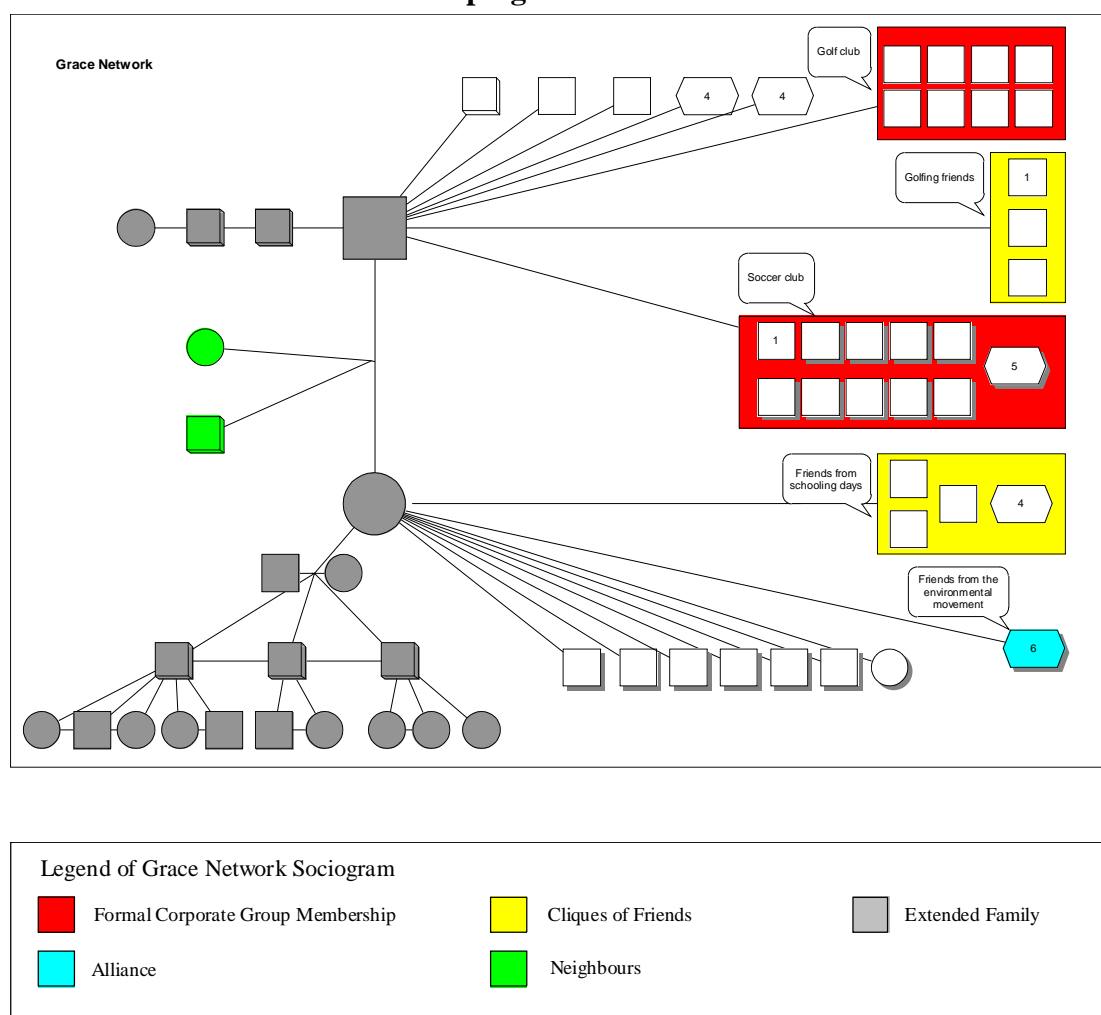 Grace Network
4
4
Golf club
Golfing friends
1
Soccer club
1
5
Friends from
schooling days
4
Friends from the
environmental
movement
6
Legend of Grace Network Sociogram
Formal Corporate Group Membership
Cliques of Friends
Extended Family
Alliance
Neighbours